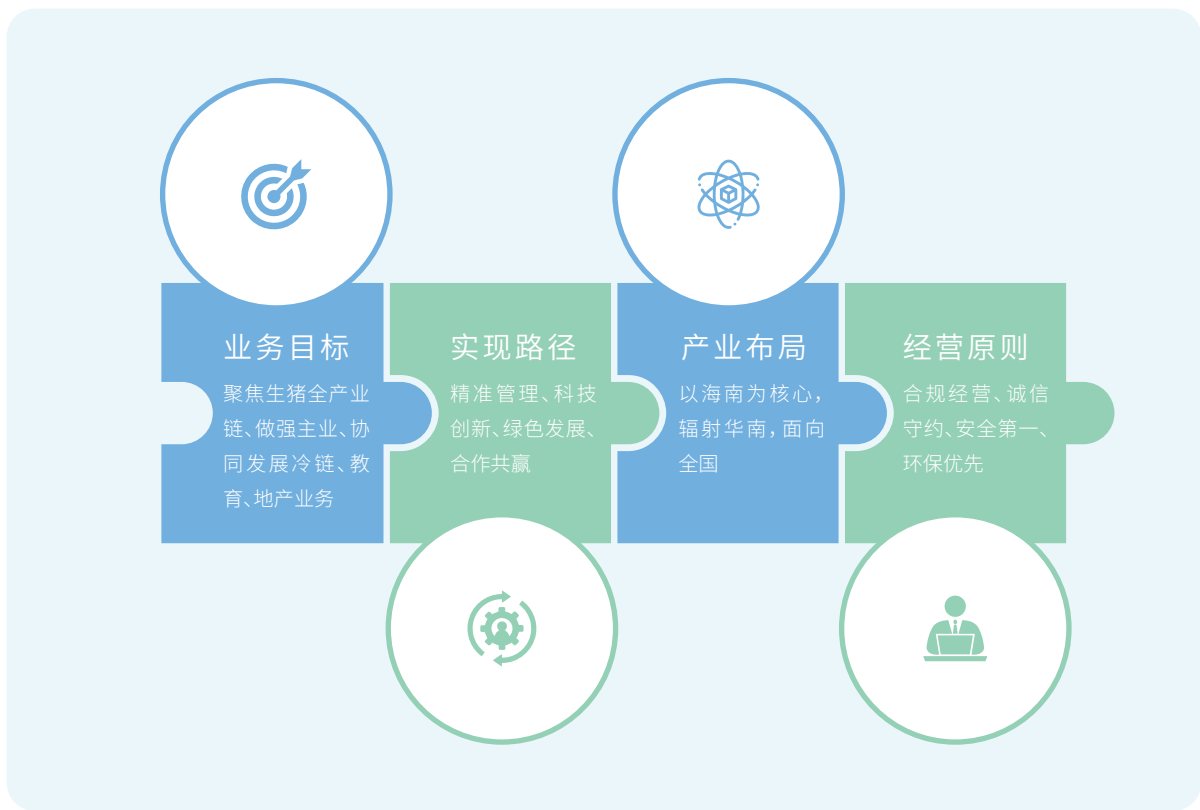 业务目标
聚焦生猪全产业
链、做强主业、协
同发展冷链、教
育、地产业务
实现路径
精准管理、科技
创新、绿色发展、
合作共赢
产业布局
以海南为核心，
辐射华南，面向
全国
经营原则
合规经营、诚信
守约、安全第一、
环保优先